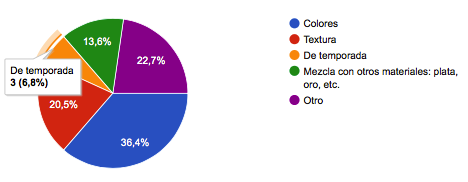 13,6%
22,7%
De temporada
3 (6,8%)
20,5%
36,4%
Colores
Textura
De temporada
Mezcla con otros materiales: plata,
oro, etc.
Otro